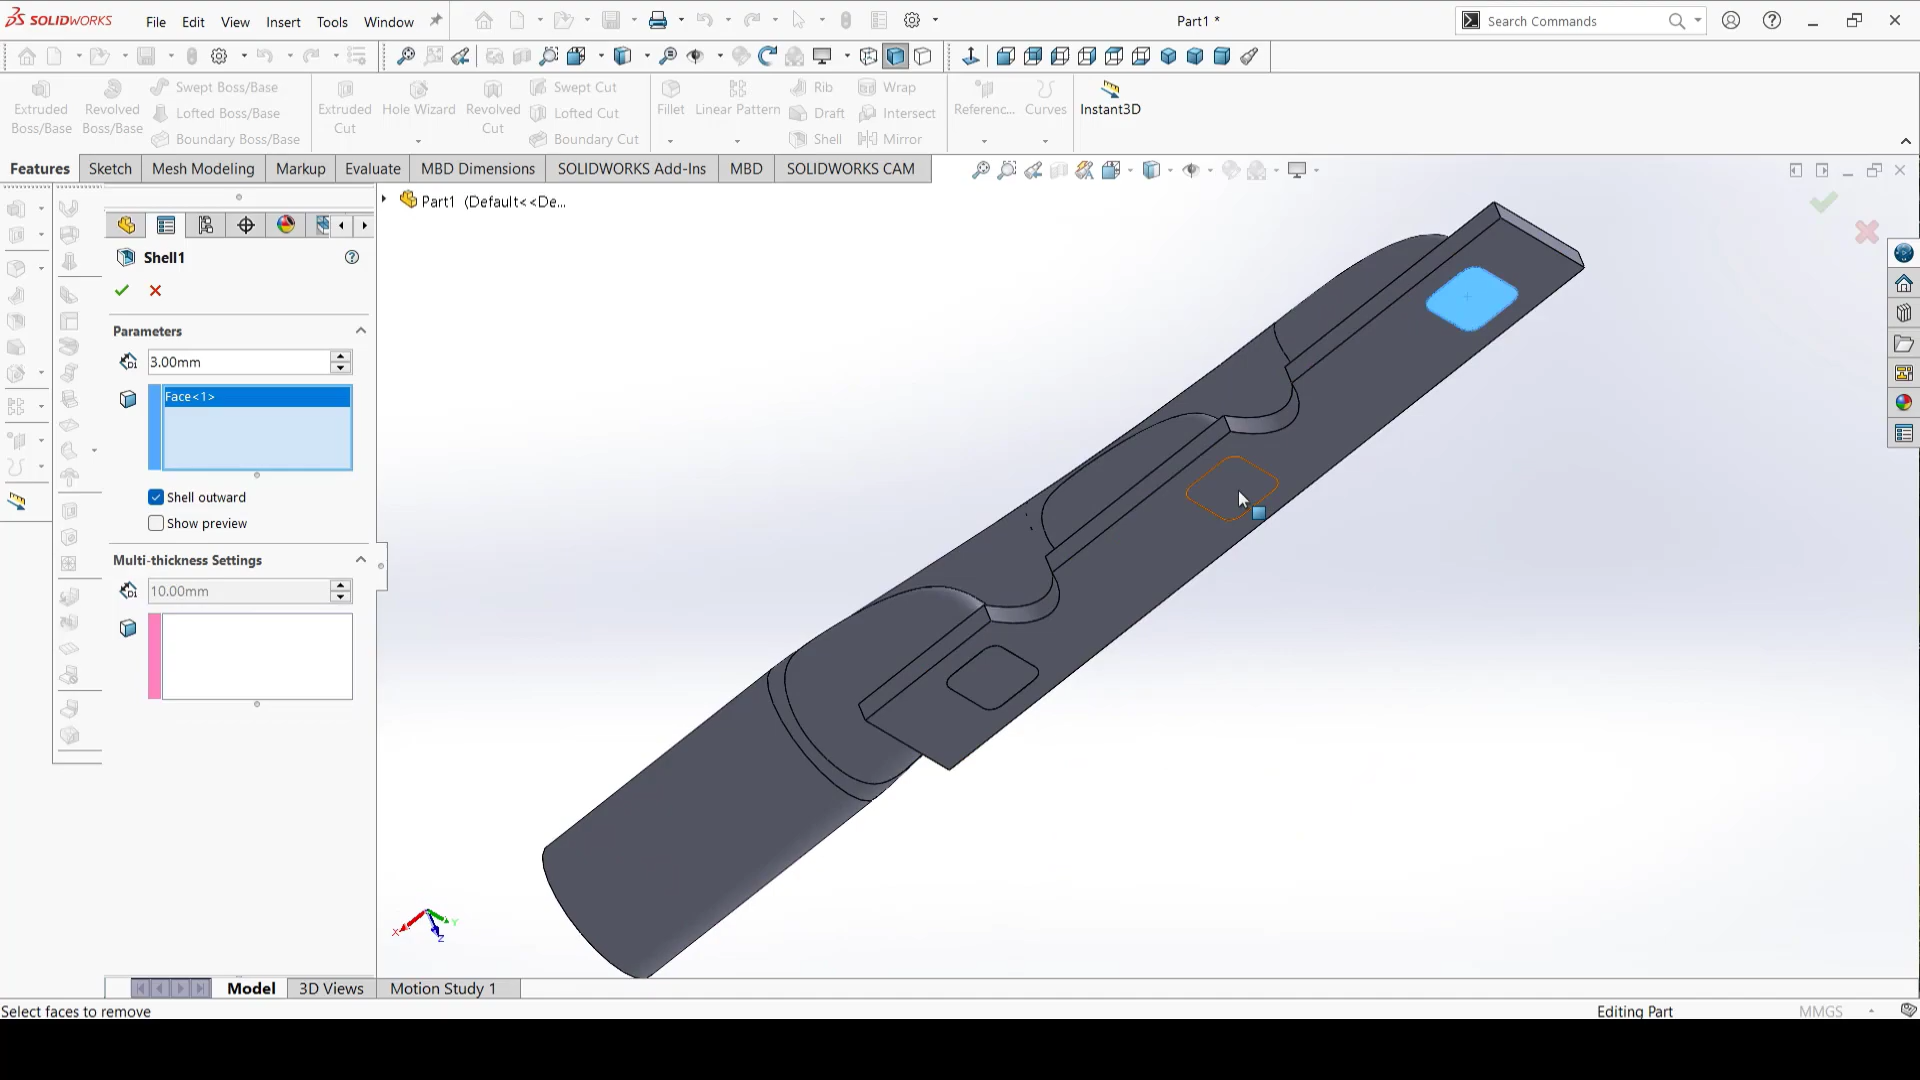 SOLIDWORKS
File Edit View Insert Tools Window
Part1 *
Search Commands
Extruded Boss/Base
Revolved Boss/Base
Swept Boss/Base
Lofted Boss/Base
Boundary Boss/Base
Extruded Cut
Hole Wizard
Revolved Cut
Swept Cut
Lofted Cut
Boundary Cut
Fillet
Linear Pattern
Rib
Draft
Shell
Wrap
Intersect
Mirror
Referenc...
Curves
Instant3D
Features Sketch Mesh Modeling Markup Evaluate MBD Dimensions SOLIDWORKS Add-Ins MBD SOLIDWORKS CAM
Part1 (Default<<De...
Shell1
Parameters
3.00mm
Face<1>
Shell outward
Show preview
Multi-thickness Settings
10.00mm
X
Y
Z
Model 3D Views Motion Study 1
Select faces to remove
Editing Part
MMGS